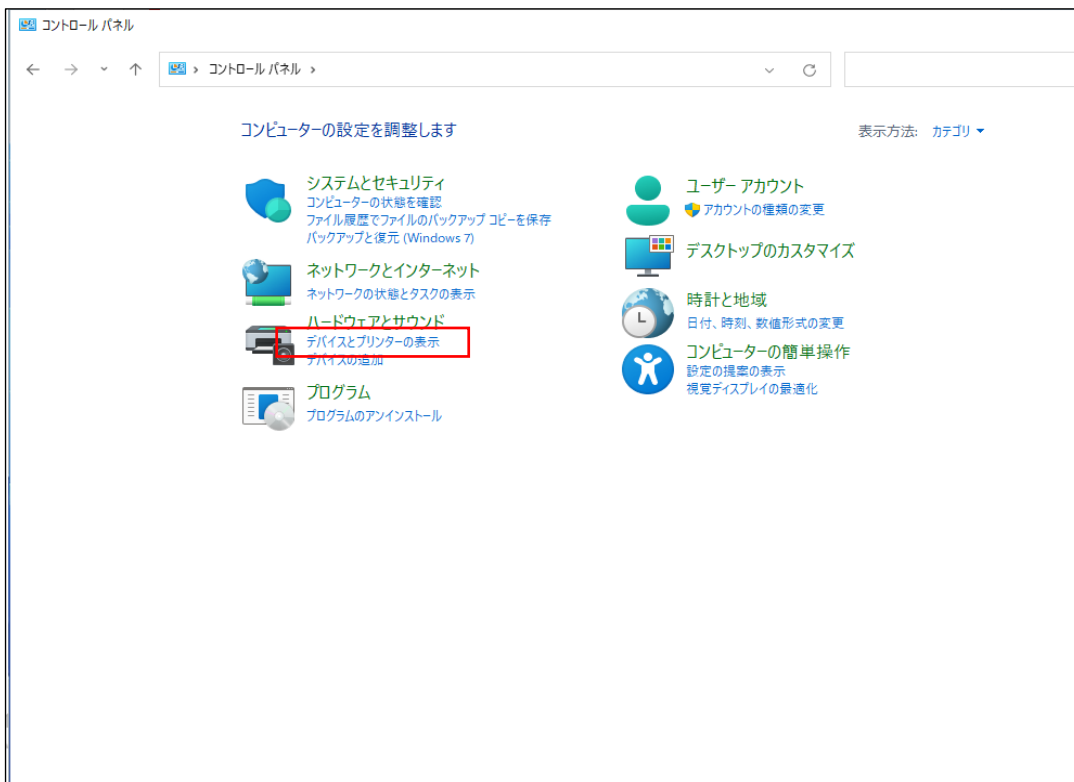 コントロール パネル
コントロール パネル
コンピューターの設定を調整します
表示方法: カテゴリ
システムとセキュリティ
コンピューターの状態を確認
ファイル履歴でファイルのバックアップ コピーを保存
バックアップと復元 (Windows 7)
ネットワークとインターネット
ネットワークの状態とタスクの表示
ハードウェアとサウンド
デバイスとプリンターの表示
デバイスの追加
プログラム
プログラムのアンインストール
ユーザー アカウント
アカウントの種類の変更
デスクトップのカスタマイズ
時計と地域
日付、時刻、数値形式の変更
コンピューターの簡単操作
設定の提案の表示
視覚ディスプレイの最適化